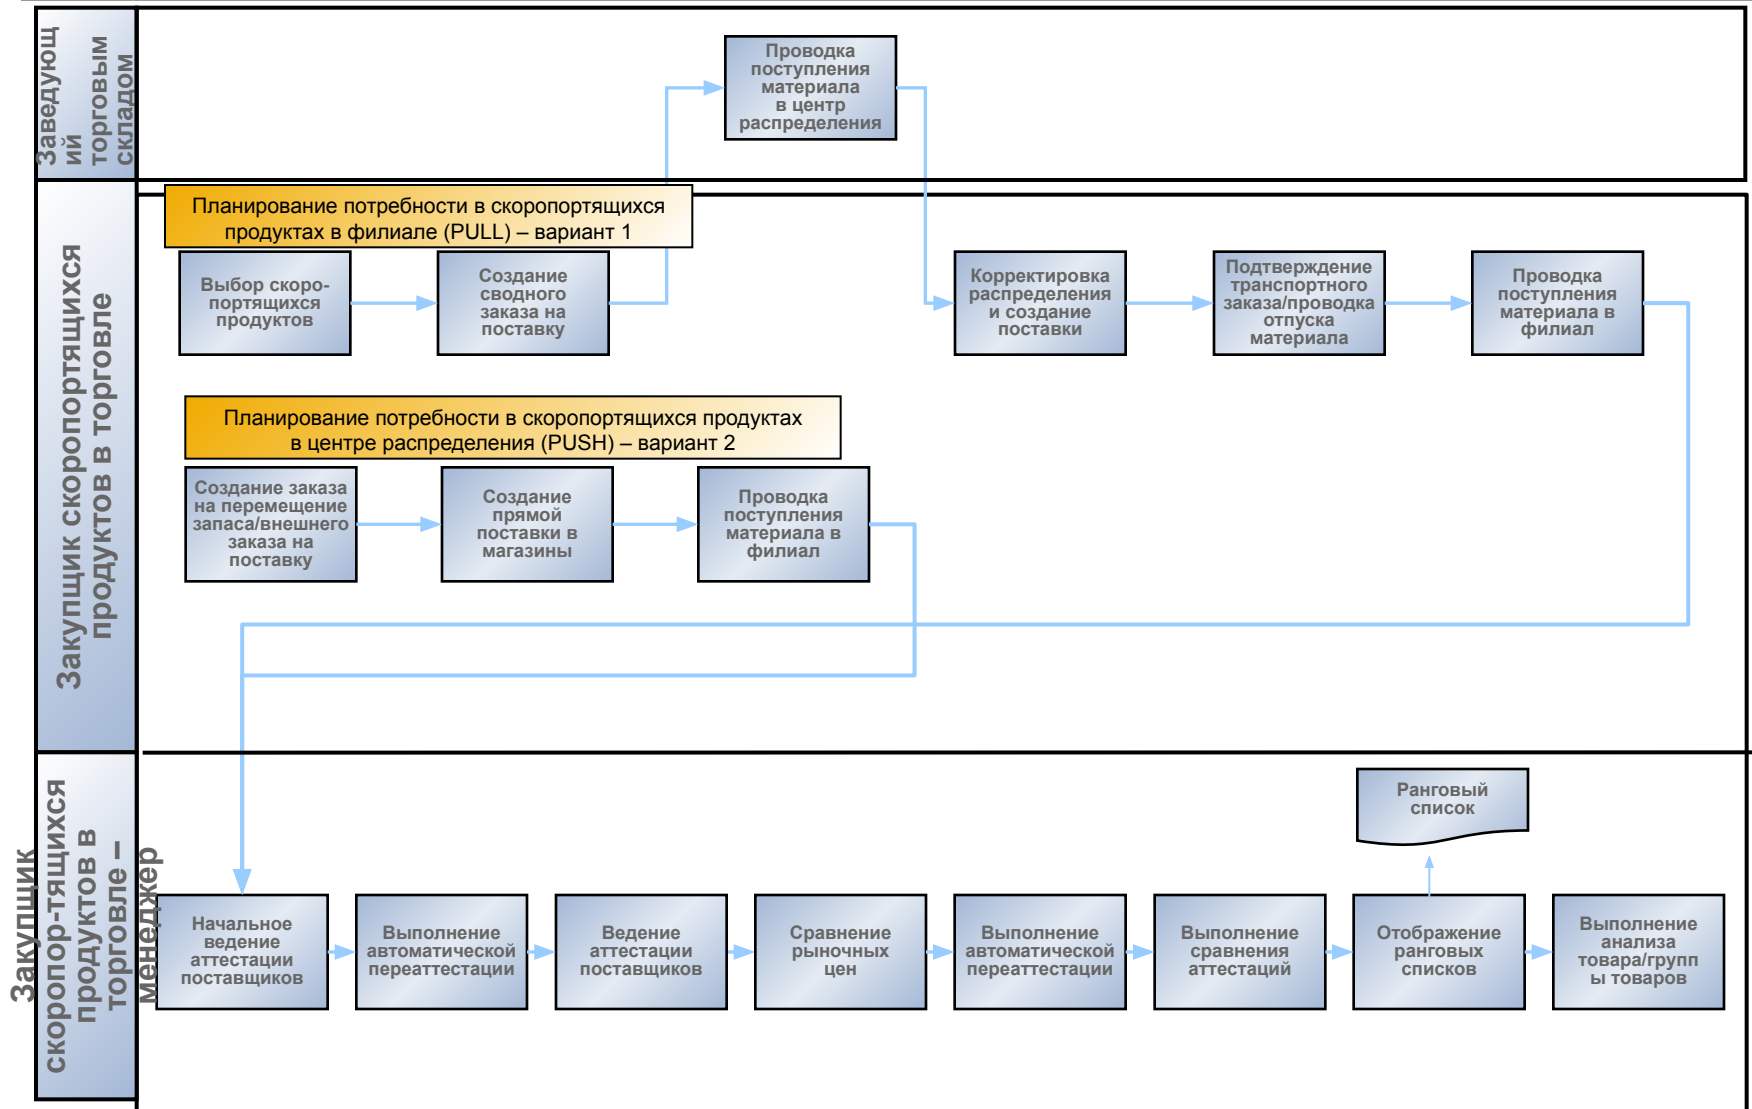 Заведующ
ий
торговым
складом
Проводка
поступления
материала
в центр
распределения
Закупщик скоропортящихся
продуктов в торговле
Планирование потребности в скоропортящихся
продуктах в филиале (PULL) – вариант 1
Выбор скоро-
портящихся
продуктов
Создание
сводного
заказа на
поставку
Корректировка
распределения
и создание
поставки
Подтверждение
транспортного
заказа/проводка
отпуска
материала
Проводка
поступления
материала в
филиал
Планирование потребности в скоропортящихся продуктах
в центре распределения (PUSH) – вариант 2
Создание заказа
на перемещение
запаса/внешнего
заказа на
поставку
Создание
прямой
поставки в
магазины
Проводка
поступления
материала в
филиал
Закупщик
скоропор-тящихся
продуктов в
торговле –
менеджер
Ранговый
список
Начальное
ведение
аттестации
поставщиков
Выполнение
автоматической
переаттестации
Ведение
аттестации
поставщиков
Сравнение
рыночных
цен
Выполнение
автоматической
переаттестации
Выполнение
сравнения
аттестаций
Отображение
ранговых
списков
Выполнение
анализа
товара/групп
ы товаров